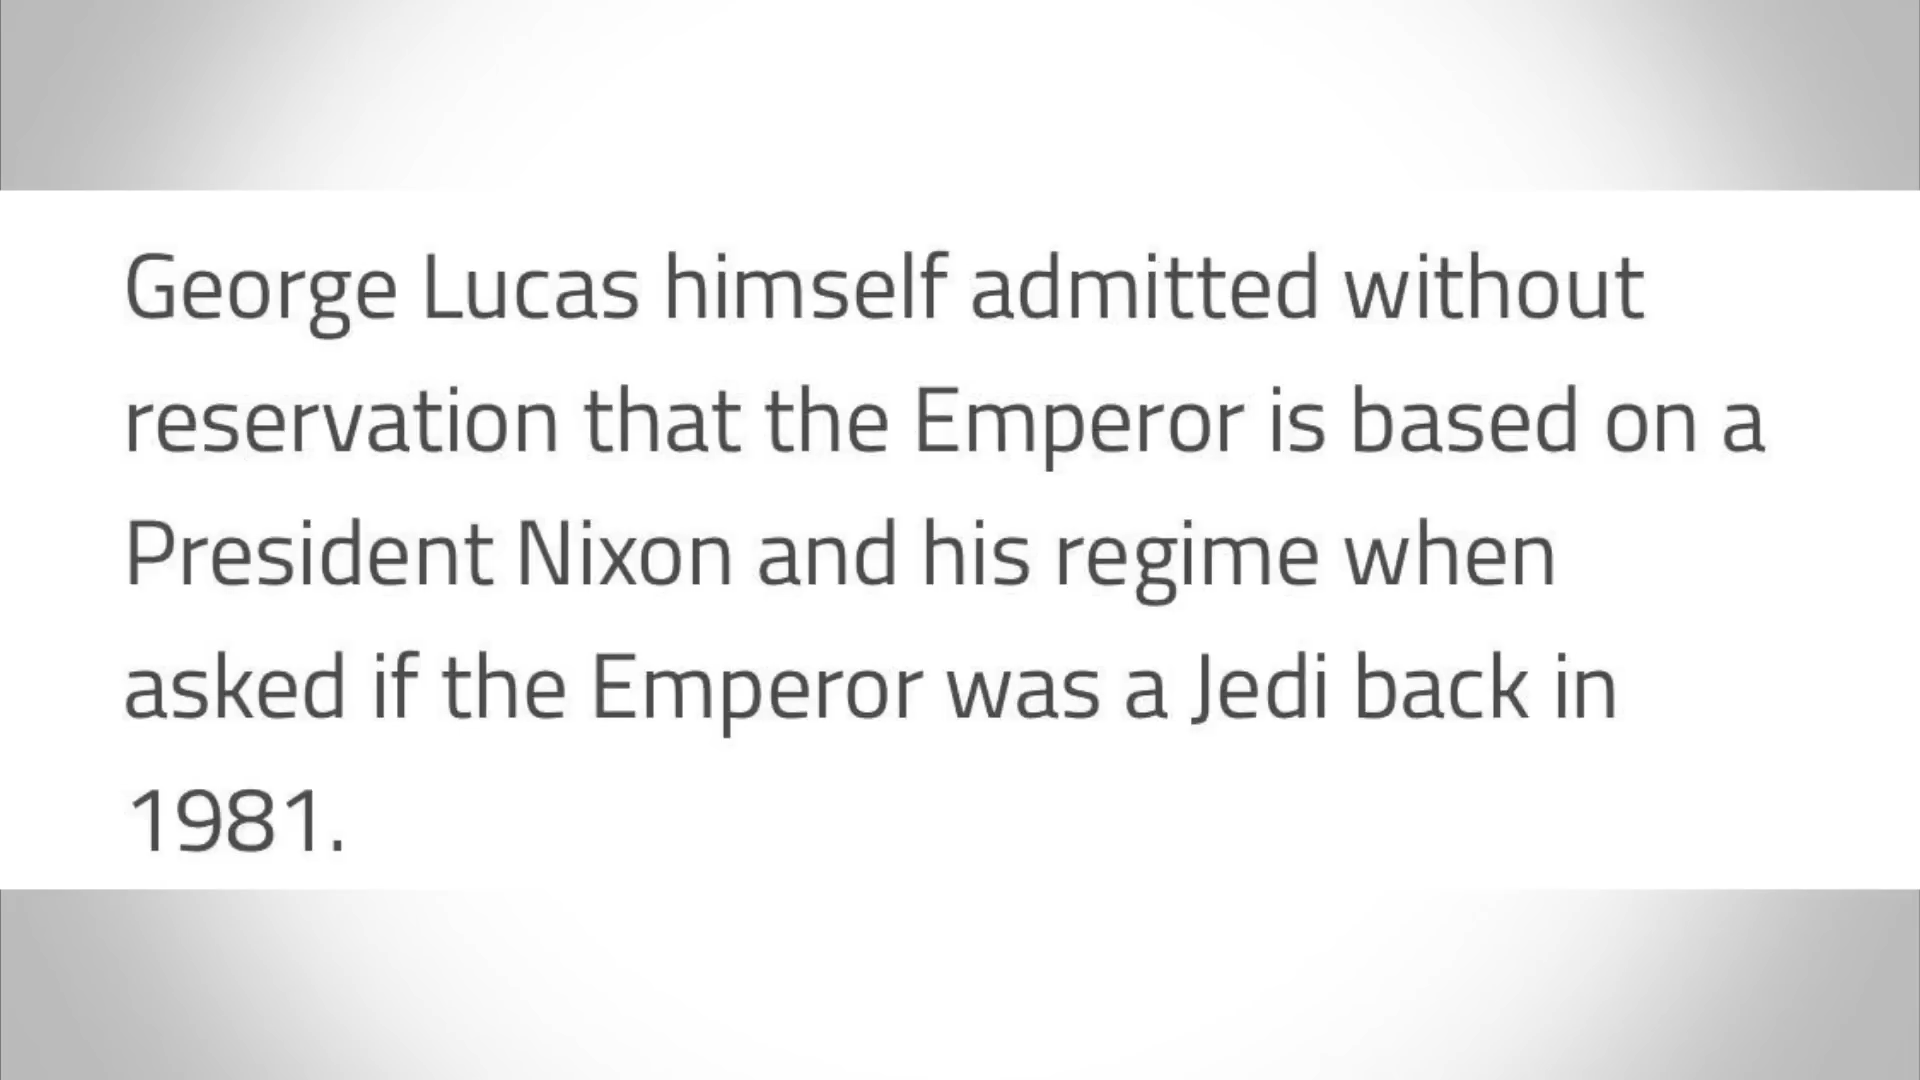 George Lucas himself admitted without
reservation that the Emperor is based on a
President Nixon and his regime when
asked if the Emperor was a Jedi back in
1981.